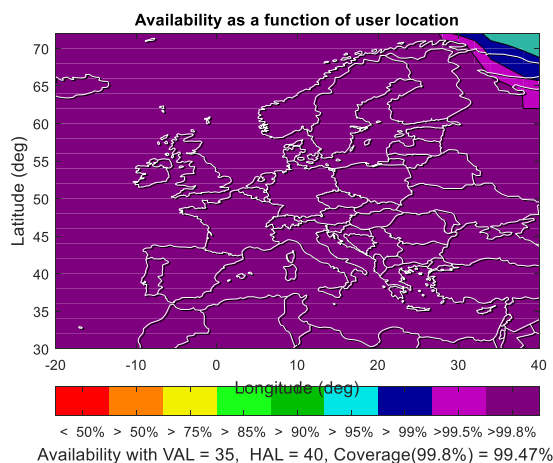 Availability as a function of user location
70
65
60
55
50
45
40
35
30
Latitude (deg)
-20 -10 0 10 20 30 40
Longitude (deg)
< 50% > 50% > 75% > 85% > 90% > 95% > 99% >99.5% >99.8%
Availability with VAL = 35, HAL = 40, Coverage(99.8%) = 99.47%